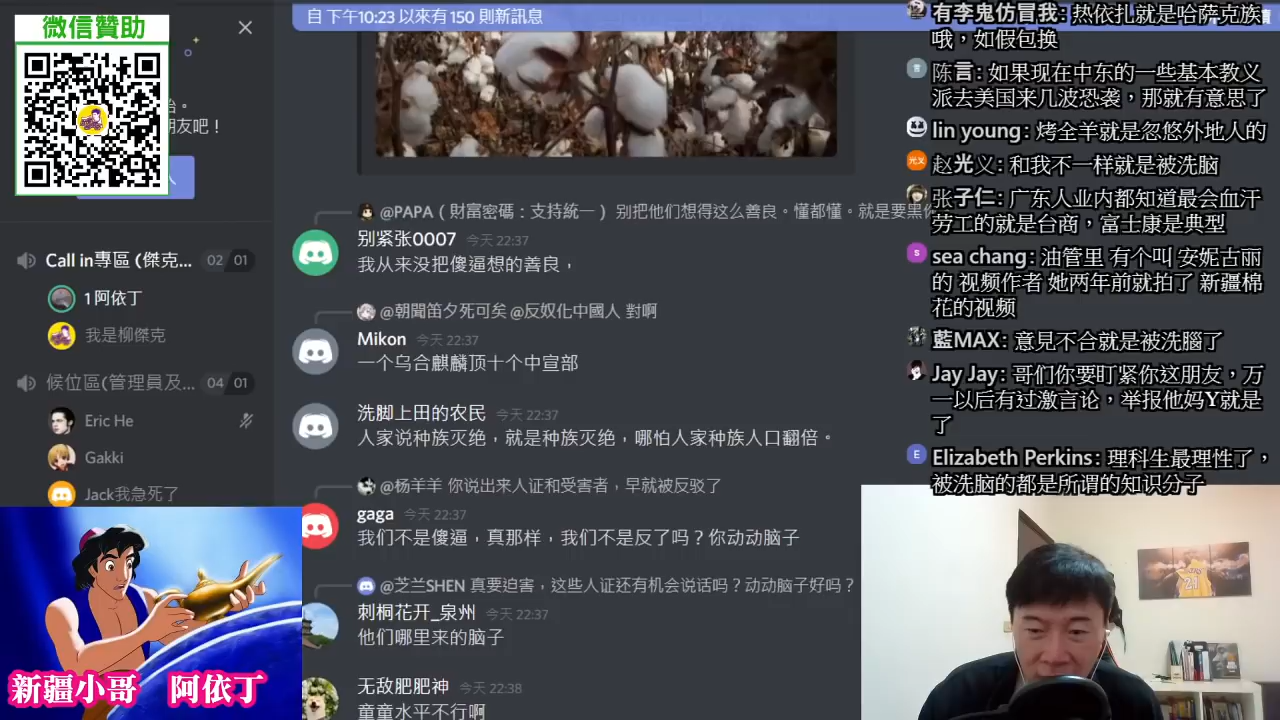 微信贊助
自 下午10:23 以來有 150 則新訊息
Call in專區 (傑克... 02 01
1 阿依丁
我是柳傑克
候位區(管理員及... 04 01
Eric He
Gakki
Jack我急死了
新疆小哥 阿依丁
@PAPA（財富密碼：支持統一） 别把他们想得这么善良。懂都懂。就是要黑
别紧张0007 今天 22:37
我从来没把傻逼想的善良，
@朝聞笛夕死可矣 @反奴化中國人 對啊
Mikon 今天 22:37
一个乌合麒麟顶十个中宣部
洗脚上田的农民 今天 22:37
人家说种族灭绝，就是种族灭绝，哪怕人家种族人口翻倍。
@杨羊羊 你说出来人证和受害者，早就被反驳了
gaga 今天 22:37
我们不是傻逼，真那样，我们不是反了吗？你动动脑子
@芝兰SHEN 真要迫害，这些人证还有机会说话吗？动动脑子好吗？
刺桐花开_泉州 今天 22:37
他们哪里来的脑子
无敌肥肥神 今天 22:38
童童水平不行啊
有李鬼仿冒我: 热依扎就是哈萨克族
哦，如假包换
陈言: 如果现在中东的一些基本教义
派去美国来几波恐袭，那就有意思了
lin young: 烤全羊就是忽悠外地人的
赵光义: 和我不一样就是被洗脑
张子仁: 广东人业内都知道最会血汗
劳工的就是台商，富士康是典型
sea chang: 油管里 有个叫 安妮古丽
的 视频作者 她两年前就拍了 新疆棉
花的视频
藍MAX: 意見不合就是被洗腦了
Jay Jay: 哥们你要盯紧你这朋友，万
一以后有过激言论，举报他妈Y就是
了
Elizabeth Perkins: 理科生最理性了，
被洗脑的都是所谓的知识分子